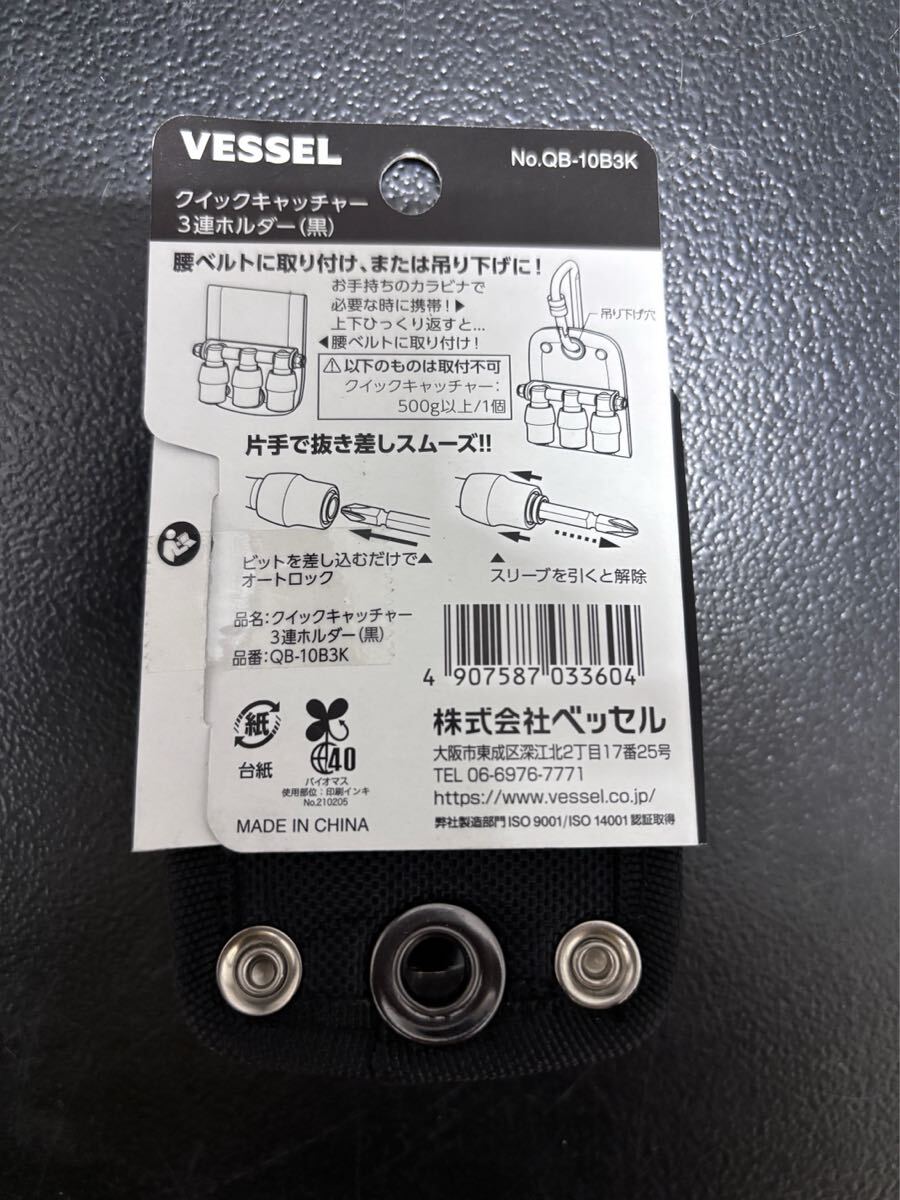 VESSEL
No.QB-10B3K
クイックキャッチャー
3連ホルダー(黒)
腰ベルトに取り付け、または吊り下げに!
お手持ちのカラビナで
必要な時に携帯!▶
上下ひっくり返すと...
◀腰ベルトに取り付け!
吊り下げ穴
⚠以下のものは取付不可
クイックキャッチャー:
500g以上/1個
片手で抜き差しスムーズ!!
ビットを差し込むだけで▲
オートロック
▲
スリーブを引くと解除
品名:クイックキャッチャー
3連ホルダー(黒)
品番:QB-10B3K
4 907587 033604
紙
台紙
40
バイオマス
使用部位:印刷インキ
No.210205
MADE IN CHINA
株式会社ベッセル
大阪市東成区深江北2丁目17番25号
TEL 06-6976-7771
https://www.vessel.co.jp/
弊社製造部門 ISO 9001/ISO 14001 認証取得